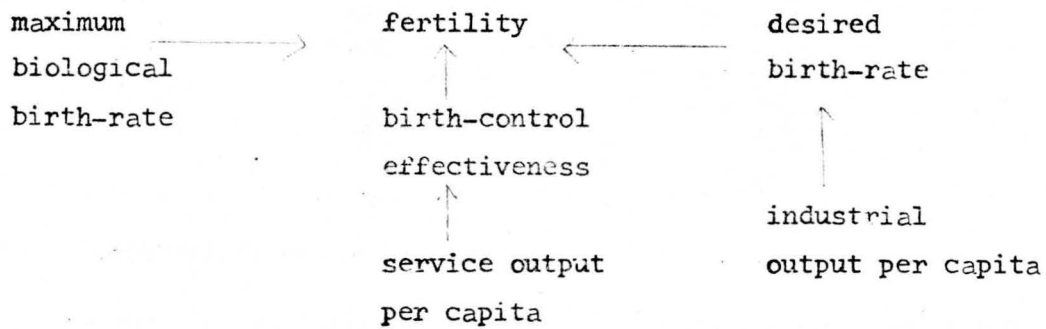 maximum
biological
birth-rate
fertility
birth-control
effectiveness
service output
per capita
desired
birth-rate
industrial
output per capita